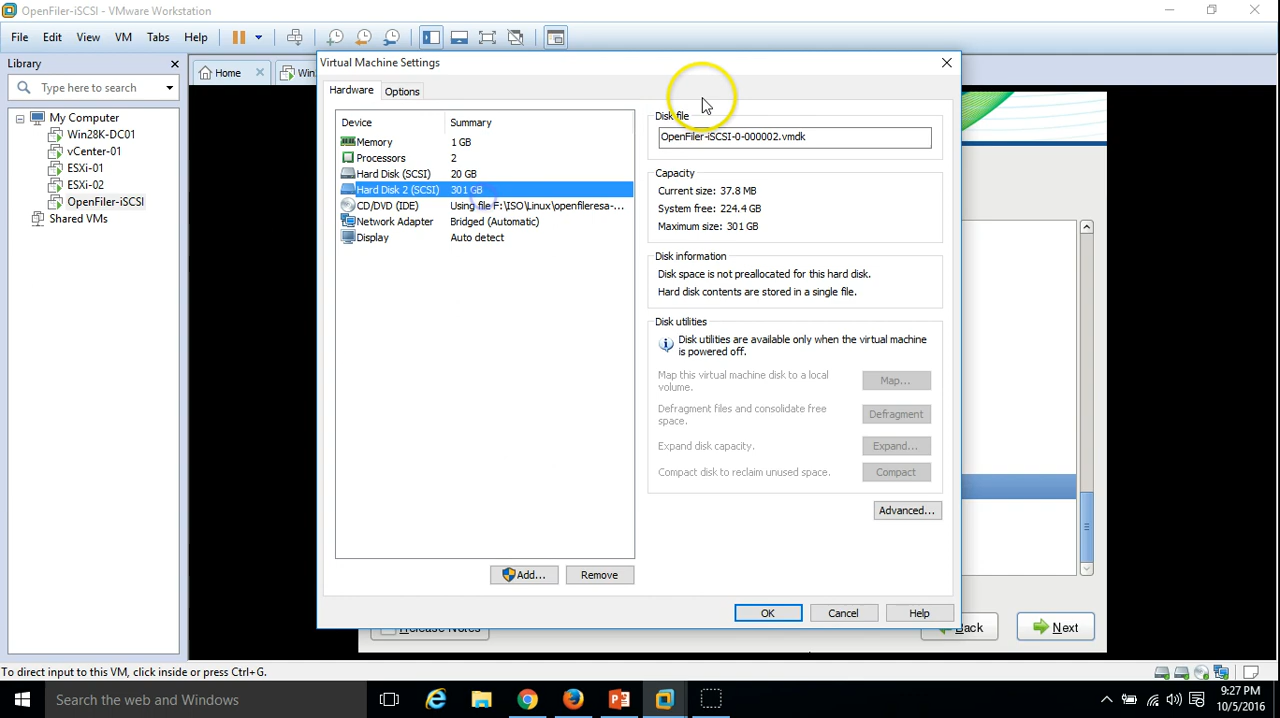 OpenFiler-iSCSI - VMware Workstation
File Edit View VM Tabs Help
Library
Type here to search
My Computer
Win28K-DC01
vCenter-01
ESXi-01
ESXi-02
OpenFiler-iSCSI
Shared VMs
Home
Win
Virtual Machine Settings
Hardware Options
Device Summary
Memory 1 GB
Processors 2
Hard Disk (SCSI) 20 GB
Hard Disk 2 (SCSI) 301 GB
CD/DVD (IDE) Using file F:\ISO\Linux\openfileresa-...
Network Adapter Bridged (Automatic)
Display Auto detect
Add... Remove
Disk file
OpenFiler-iSCSI-0-000002.vmdk
Capacity
Current size: 37.8 MB
System free: 224.4 GB
Maximum size: 301 GB
Disk information
Disk space is not preallocated for this hard disk.
Hard disk contents are stored in a single file.
Disk utilities
Disk utilities are available only when the virtual machine
is powered off.
Map this virtual machine disk to a local
volume.
Map...
Defragment files and consolidate free
space.
Defragment
Expand disk capacity. Expand...
Compact disk to reclaim unused space. Compact
Advanced...
OK Cancel Help
Release Notes Back Next
To direct input to this VM, click inside or press Ctrl+G.
Search the web and Windows
9:27 PM
10/5/2016